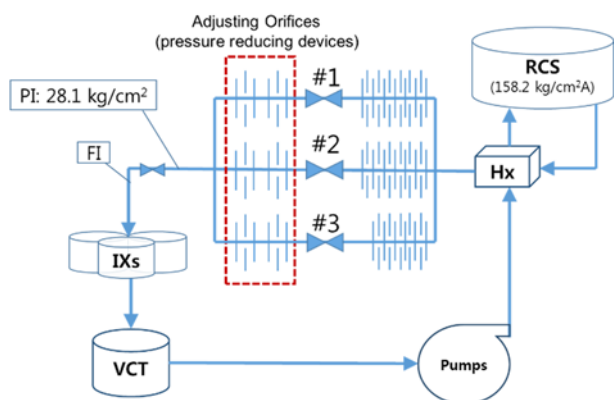 Adjusting Orifices
(pressure reducing devices)
#1
RCS
(158.2 kg/cm²A)
PI: 28.1 kg/cm²
#2
FI
Hx
#3
IXs
VCT
Pumps